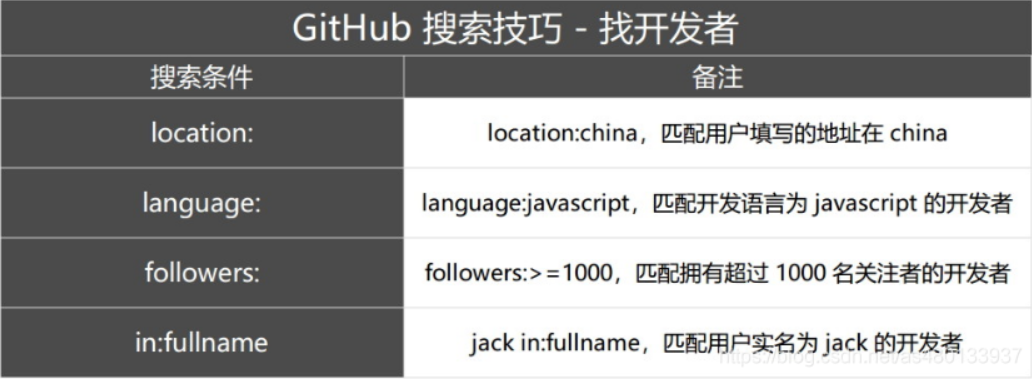 GitHub 搜索技巧 - 找开发者
搜索条件 备注
location: location:china，匹配用户填写的地址在 china
language: language:javascript，匹配开发语言为 javascript 的开发者
followers: followers:>=1000，匹配拥有超过 1000 名关注者的开发者
in:fullname jack in:fullname，匹配用户实名为 jack 的开发者
https://blog.csdn.net/as480133937